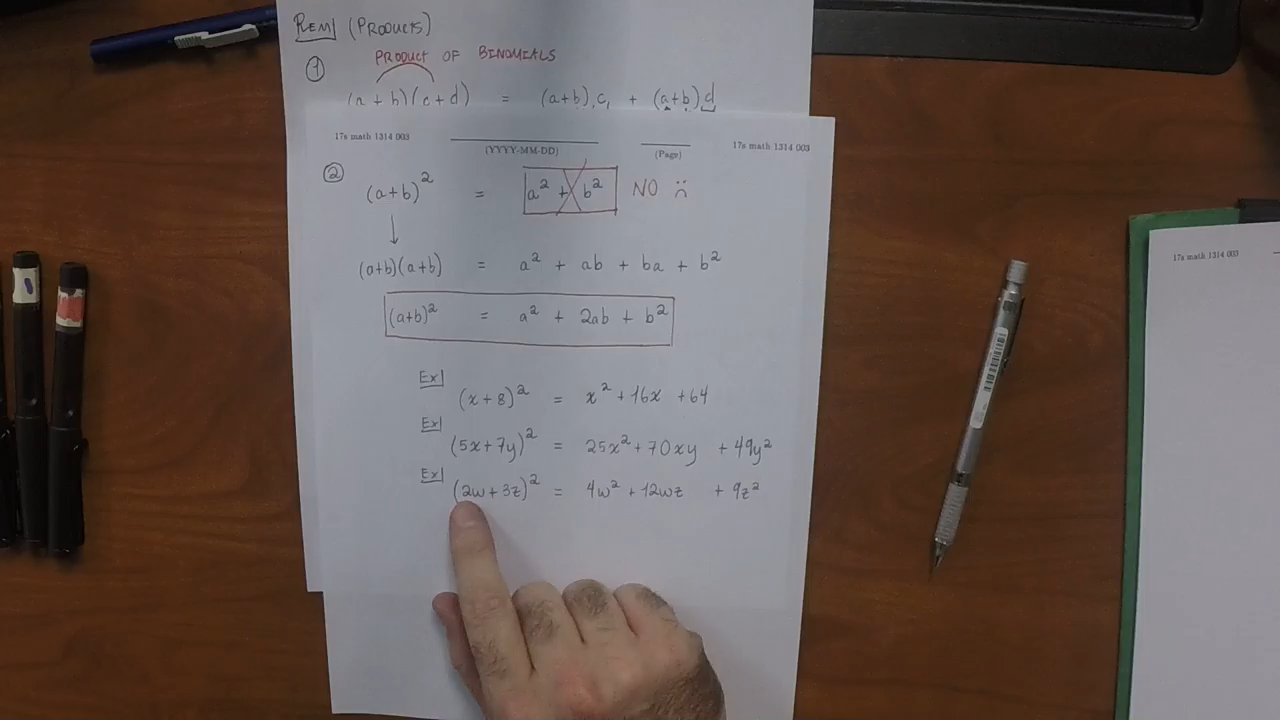 REM (PRODUCTS)
PRODUCT OF BINOMIALS
① (a + b)(c + d) = (a+b).c, + (a+b).d
17s math 1314 003 (YYYY-MM-DD) (Page) 17s math 1314 003
② (a+b)² = a² + b² NO ☹
↓
(a+b)(a+b) = a² + ab + ba + b²
(a+b)² = a² + 2ab + b²
Ex
(x + 8)² = x² + 16x + 64
Ex
(5x + 7y)² = 25x² + 70xy + 49y²
Ex
(2w + 3z)² = 4w² + 12wz + 9z²
17s math 1314 003